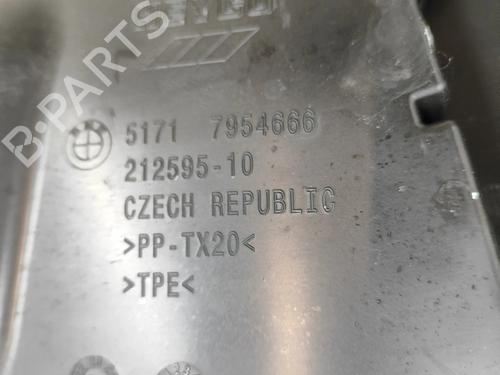 B-PARTS
5171 7954666
212595-10
CZECH REPUBLIC
>PP-TX20<
>TPE<